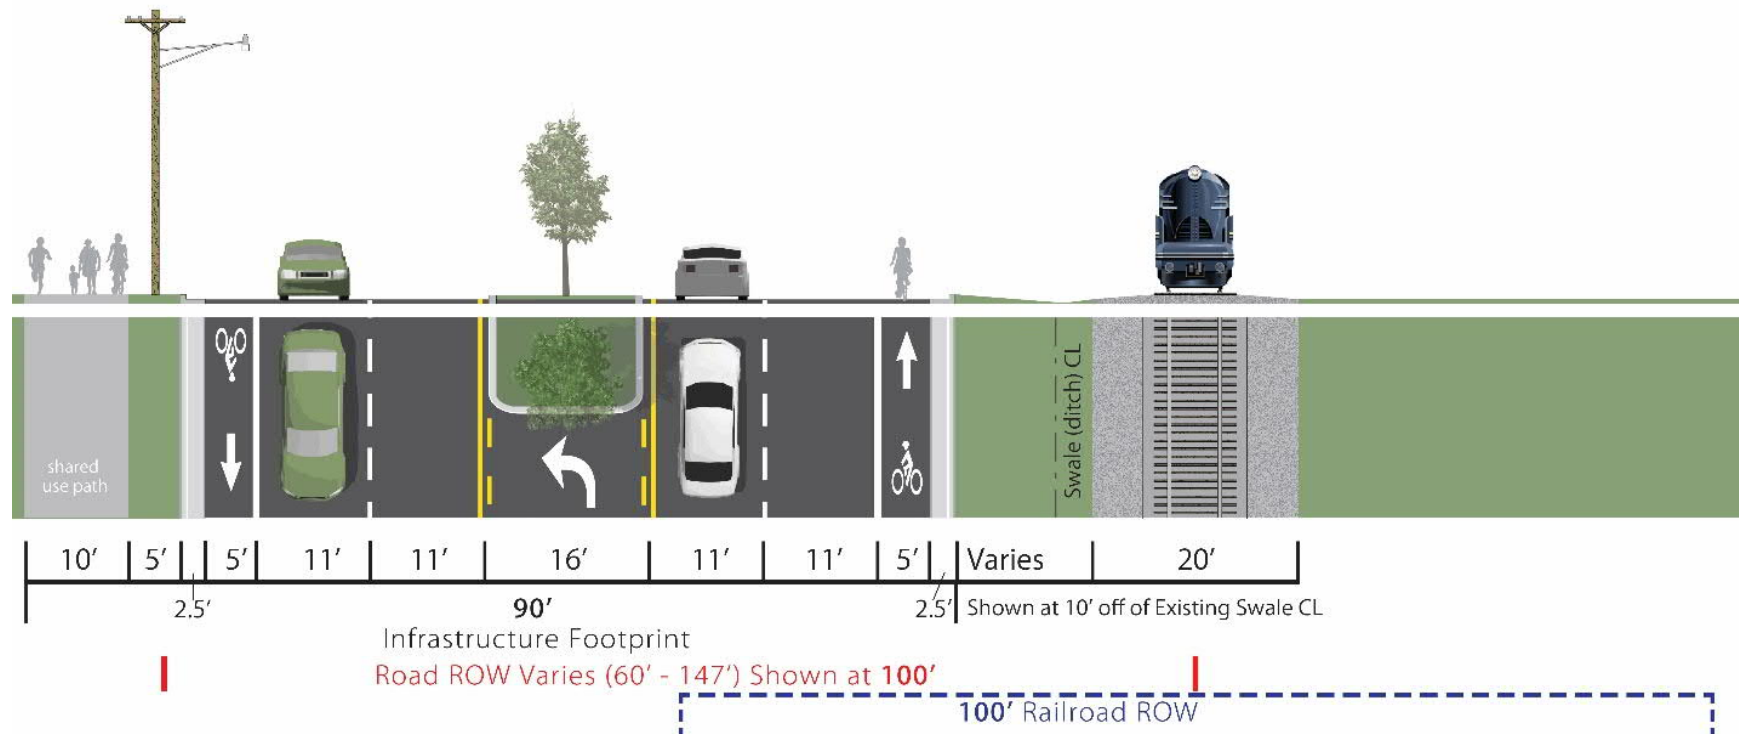 shared
use path
Swale (ditch) CL
10’ 5’ 5’ 11’ 11’ 16’ 11’ 11’ 5’ Varies 20’
2.5’ 90’ 2.5’ Shown at 10’ off of Existing Swale CL
Infrastructure Footprint
Road ROW Varies (60’ - 147’) Shown at 100’
100’ Railroad ROW